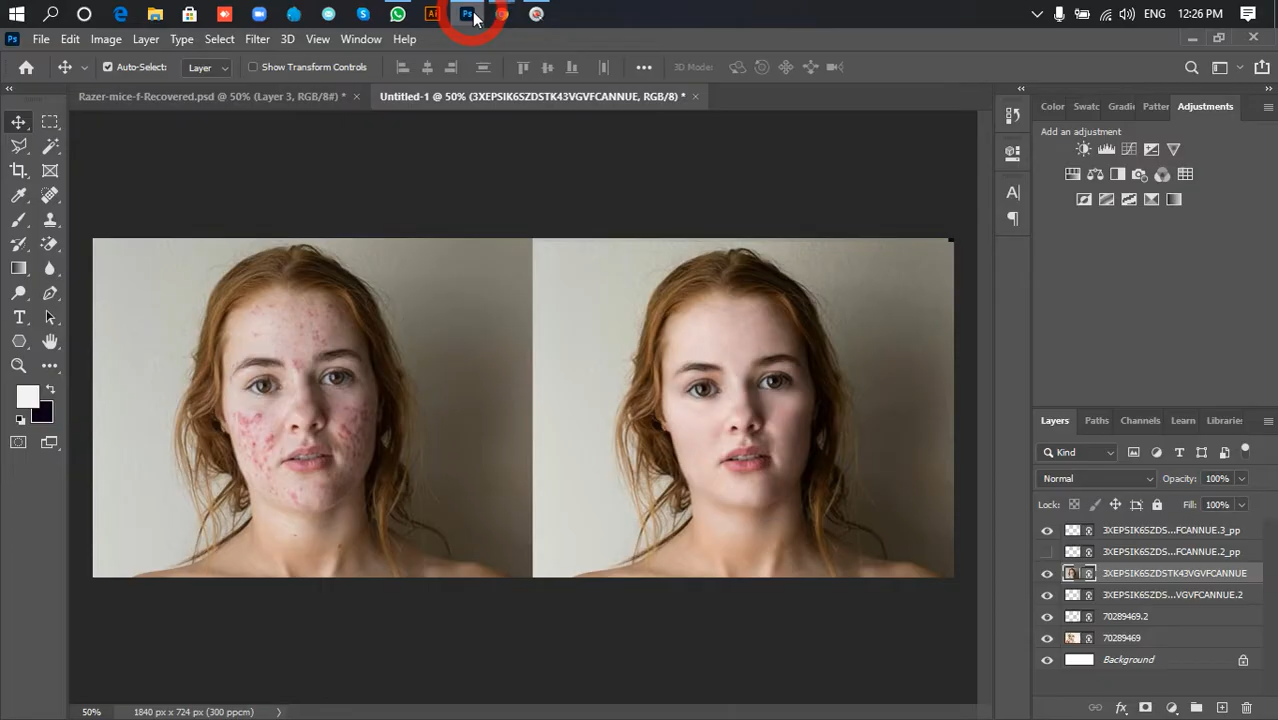 Ai
Ps
ENG 12:26 PM
Ps File Edit Image Layer Type Select Filter 3D View Window Help
Auto-Select: Layer Show Transform Controls 3D Mode:
Razer-mice-f-Recovered.psd @ 50% (Layer 3, RGB/8#) * ×
Untitled-1 @ 50% (3XEPSIK6SZDSTK43VGVFCANNUE, RGB/8) * ×
Color Swatc Gradi Patter Adjustments
Add an adjustment
Layers Paths Channels Learn Librarie
Kind
Normal Opacity: 100%
Lock: Fill: 100%
3XEPSIK6SZDS...FCANNUE.3_pp
3XEPSIK6SZDS...FCANNUE.2_pp
3XEPSIK6SZDSTK43VGVFCANNUE
3XEPSIK6SZDS...VGVFCANNUE.2
70289469.2
70289469
Background
50% 1840 px x 724 px (300 ppcm)